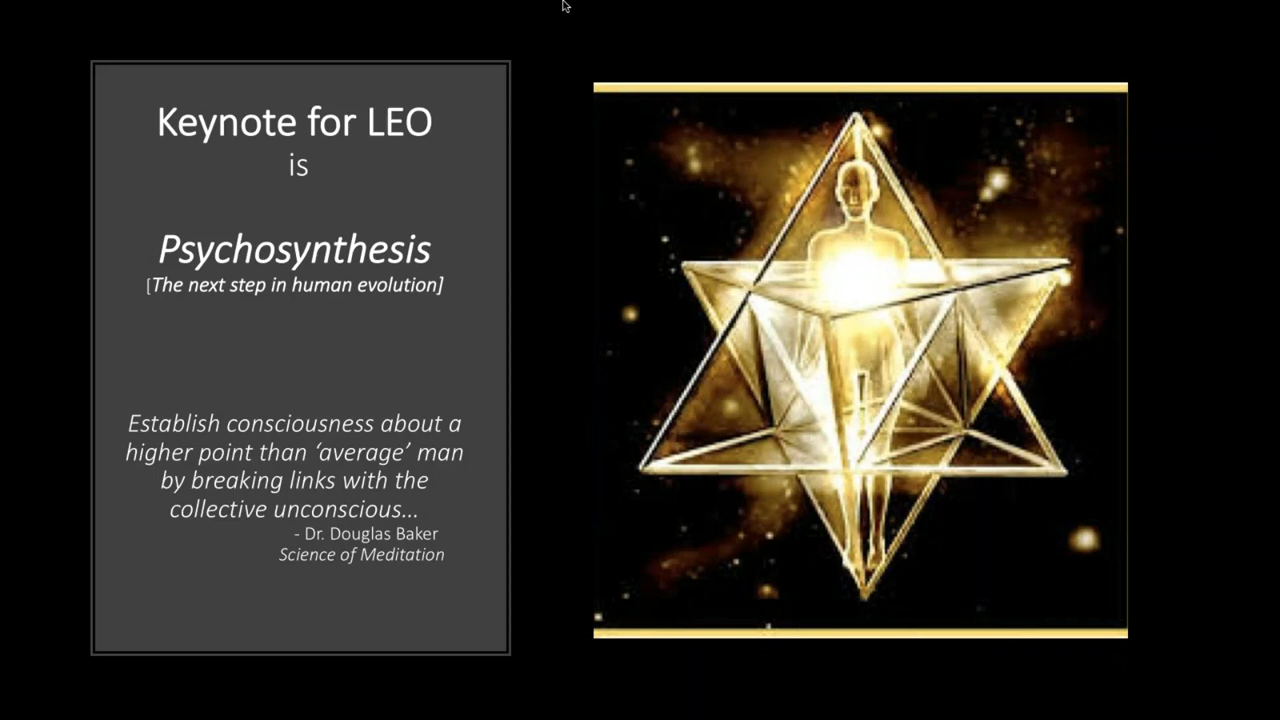 Keynote for LEO
is
Psychosynthesis
[The next step in human evolution]
Establish consciousness about a
higher point than ‘average’ man
by breaking links with the
collective unconscious…
- Dr. Douglas Baker
Science of Meditation